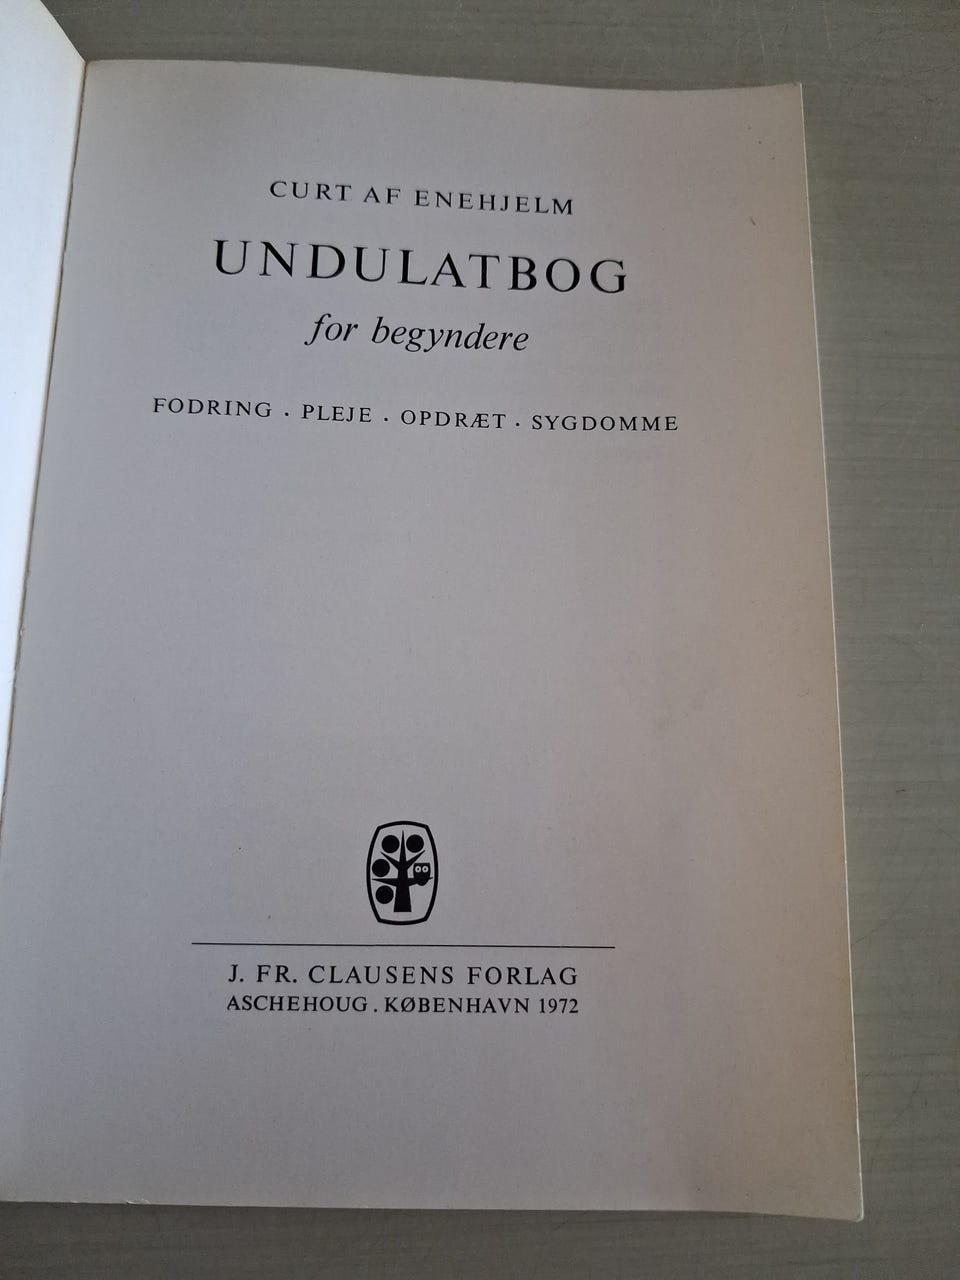 CURT AF ENEHJELM
UNDULATBOG
for begyndere
FODRING · PLEJE · OPDRÆT · SYGDOMME
J. FR. CLAUSENS FORLAG
ASCHEHOUG . KØBENHAVN 1972